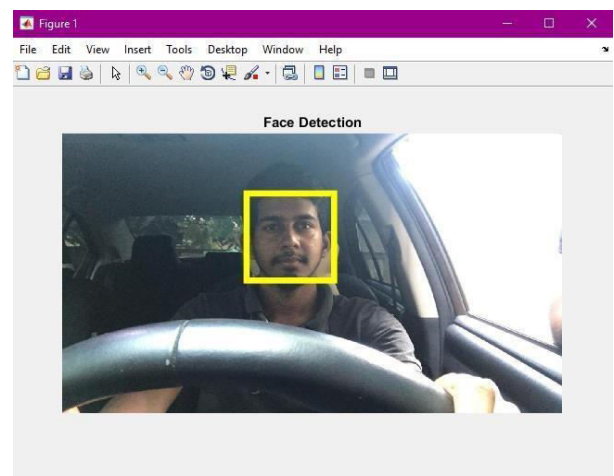 Figure 1
File Edit View Insert Tools Desktop Window Help
Face Detection